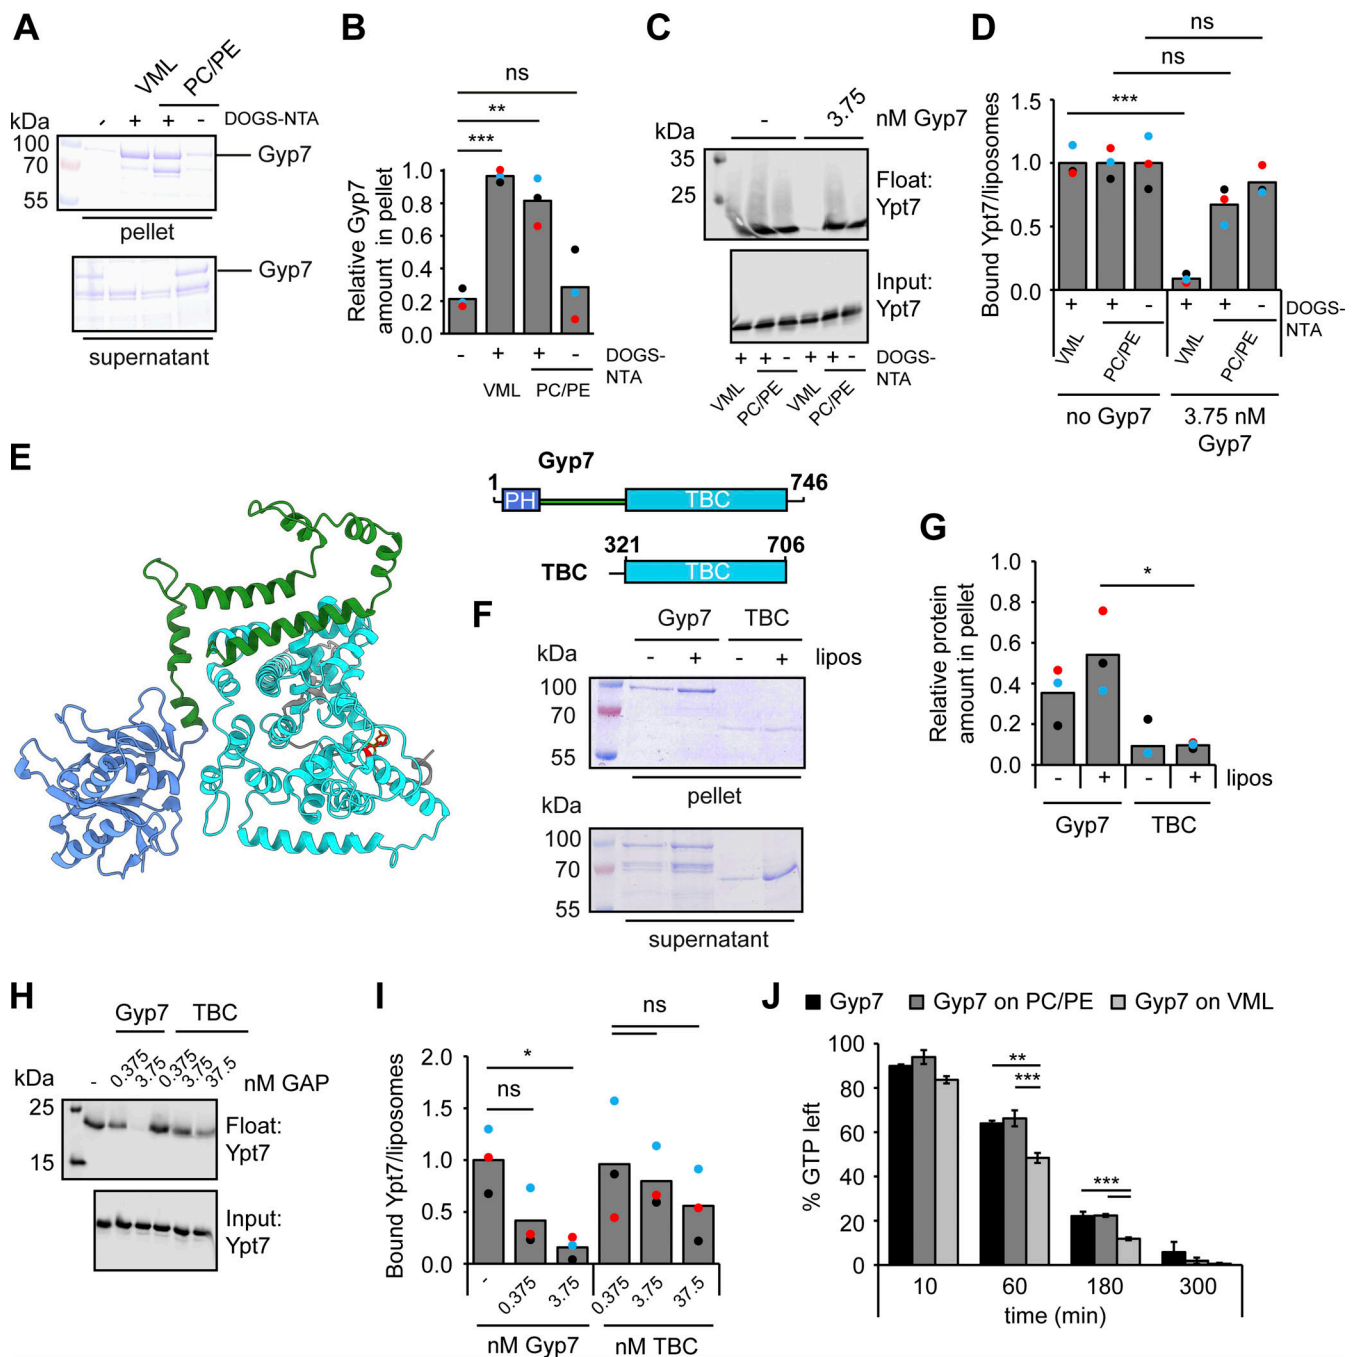 A
VML
PC/PE
kDa
-
+
+
-
DOGS-NTA
100
70
55
Gyp7
pellet
Gyp7
supernatant
B
ns
**
***
Relative Gyp7
amount in pellet
1.0
0.8
0.6
0.4
0.2
0.0
-
+
+
-
DOGS-
NTA
VML
PC/PE
C
-
3.75
nM Gyp7
kDa
35
25
Float:
Ypt7
Input:
Ypt7
+
+
-
+
+
-
DOGS-
NTA
VML
PC/PE
VML
PC/PE
D
ns
ns
***
Bound Ypt7/liposomes
1.5
1.0
0.5
0.0
+
+
-
+
+
-
DOGS-
NTA
VML
PC/PE
VML
PC/PE
no Gyp7
3.75 nM
Gyp7
E
Gyp7
1
746
PH
TBC
321
706
TBC
TBC
F
Gyp7
TBC
kDa
-
+
-
+
lipos
100
70
55
pellet
kDa
100
70
55
supernatant
G
*
Relative protein
amount in pellet
1.0
0.8
0.6
0.4
0.2
0.0
-
+
-
+
lipos
Gyp7
TBC
H
Gyp7
TBC
kDa
-
0.375
3.75
0.375
3.75
37.5
nM GAP
25
15
Float:
Ypt7
Input:
Ypt7
I
ns
*
ns
Bound Ypt7/liposomes
2.0
1.5
1.0
0.5
0.0
-
0.375
3.75
0.375
3.75
37.5
nM Gyp7
nM TBC
J
Gyp7
Gyp7 on PC/PE
Gyp7 on VML
% GTP left
100
80
60
40
20
0
**
***
***
10
60
180
300
time (min)